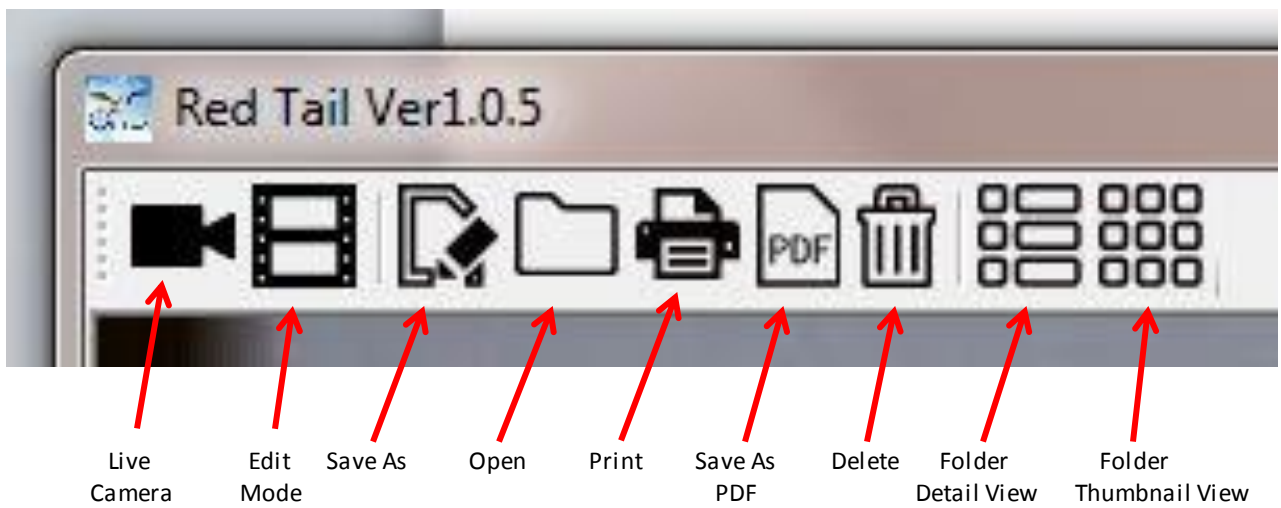 Red Tail Ver1.0.5
PDF
Live Edit Save As Open Print Save As Delete Folder Folder
Camera Mode PDF Detail View Thumbnail View